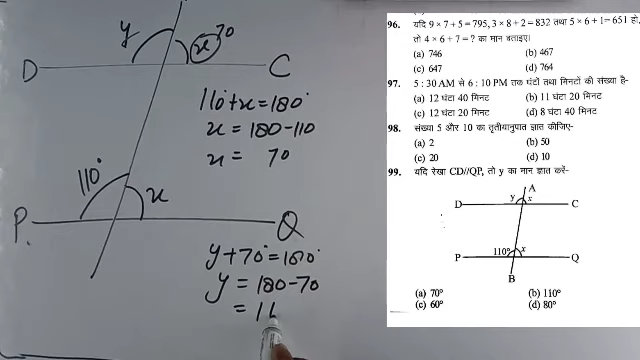 y
x 70
D
C
110° + x = 180°
x = 180 - 110
x = 70
110°
x
P.
Q
y + 70° = 180°
y = 180 - 70
= 11
96. यदि 9 × 7 + 5 = 795, 3 × 8 + 2 = 832 तथा 5 × 6 + 1 = 651 हो,
तो 4 × 6 + 7 = ? का मान बताइए।
(a) 746 (b) 467
(c) 647 (d) 764
97. 5 : 30 AM से 6 : 10 PM तक घंटों तथा मिनटों की संख्या है-
(a) 12 घंटा 40 मिनट (b) 11 घंटा 20 मिनट
(c) 12 घंटा 20 मिनट (d) 8 घंटा 40 मिनट
98. संख्या 5 और 10 का तृतीयानुपात ज्ञात कीजिए-
(a) 2 (b) 50
(c) 20 (d) 10
99. यदि रेखा CD//QP, तो y का मान ज्ञात करें-
A
D y x C
P 110° x Q
B
(a) 70° (b) 110°
(c) 60° (d) 80°